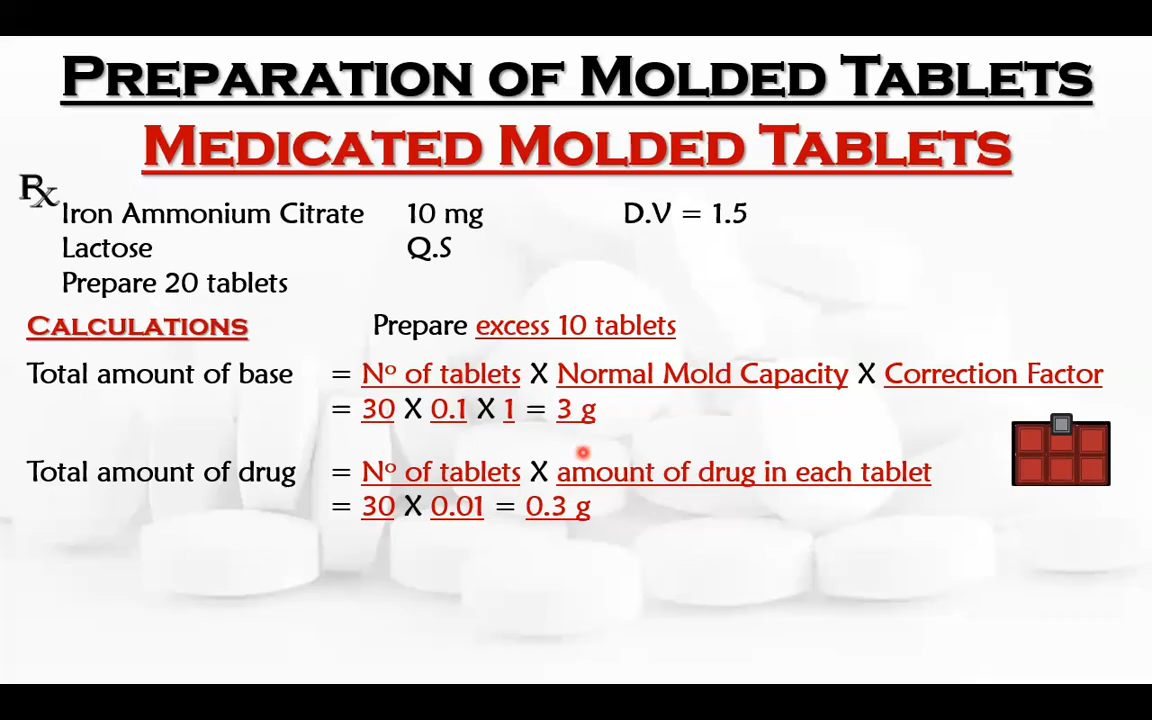 Preparation of Molded Tablets
Medicated Molded Tablets
Rx
Iron Ammonium Citrate 10 mg D.V = 1.5
Lactose Q.S
Prepare 20 tablets
Calculations Prepare excess 10 tablets
Total amount of base = Nº of tablets X Normal Mold Capacity X Correction Factor
= 30 X 0.1 X 1 = 3 g
Total amount of drug = Nº of tablets X amount of drug in each tablet
= 30 X 0.01 = 0.3 g